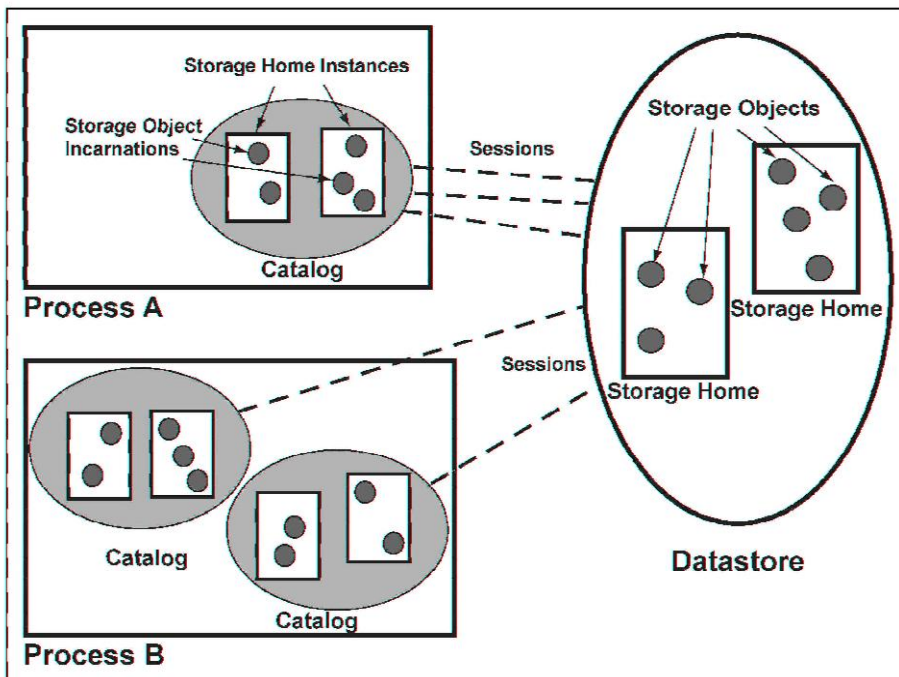 Storage Home Instances
Storage Object
Incarnations
Catalog
Process A
Sessions
Storage Objects
Storage Home
Storage Home
Datastore
Sessions
Catalog
Catalog
Process B